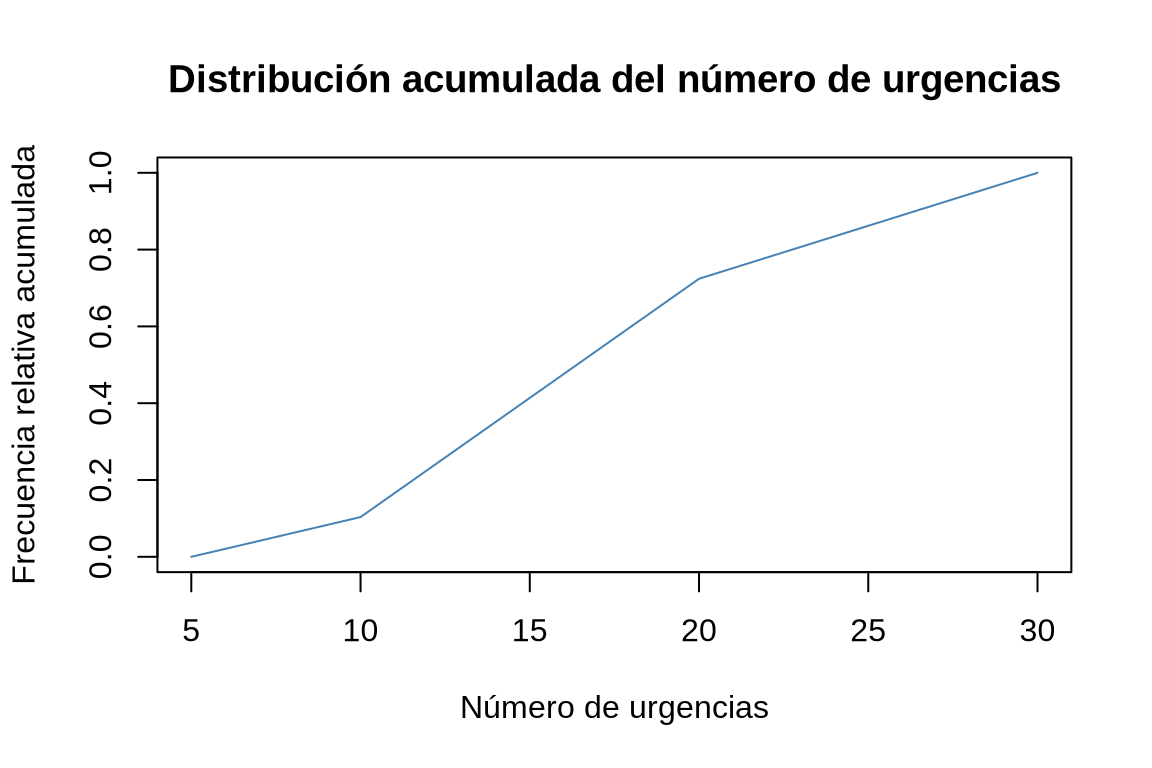 Distribución acumulada del número de urgencias
Frecuencia relativa acumulada
1.0
0.8
0.6
0.4
0.2
0.0
5 10 15 20 25 30
Número de urgencias